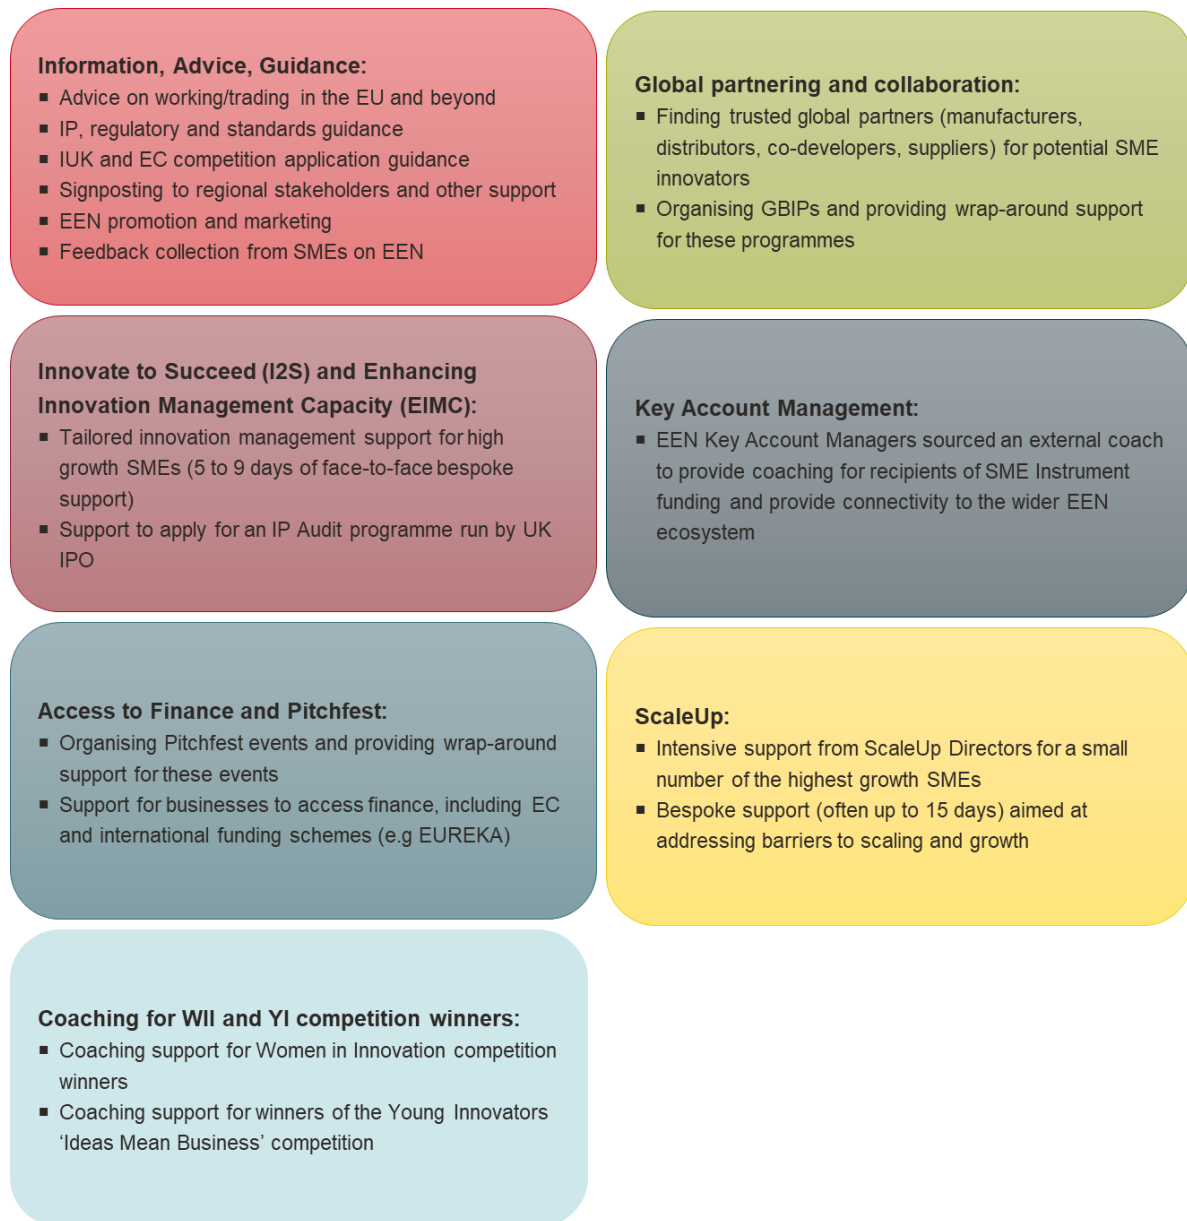 Information, Advice, Guidance:
▪ Advice on working/trading in the EU and beyond
▪ IP, regulatory and standards guidance
▪ IUK and EC competition application guidance
▪ Signposting to regional stakeholders and other support
▪ EEN promotion and marketing
▪ Feedback collection from SMEs on EEN
Global partnering and collaboration:
▪ Finding trusted global partners (manufacturers,
distributors, co-developers, suppliers) for potential SME
innovators
▪ Organising GBIPs and providing wrap-around support
for these programmes
Innovate to Succeed (I2S) and Enhancing
Innovation Management Capacity (EIMC):
▪ Tailored innovation management support for high
growth SMEs (5 to 9 days of face-to-face bespoke
support)
▪ Support to apply for an IP Audit programme run by UK
IPO
Key Account Management:
▪ EEN Key Account Managers sourced an external coach
to provide coaching for recipients of SME Instrument
funding and provide connectivity to the wider EEN
ecosystem
Access to Finance and Pitchfest:
▪ Organising Pitchfest events and providing wrap-around
support for these events
▪ Support for businesses to access finance, including EC
and international funding schemes (e.g EUREKA)
ScaleUp:
▪ Intensive support from ScaleUp Directors for a small
number of the highest growth SMEs
▪ Bespoke support (often up to 15 days) aimed at
addressing barriers to scaling and growth
Coaching for WII and YI competition winners:
▪ Coaching support for Women in Innovation competition
winners
▪ Coaching support for winners of the Young Innovators
‘Ideas Mean Business’ competition